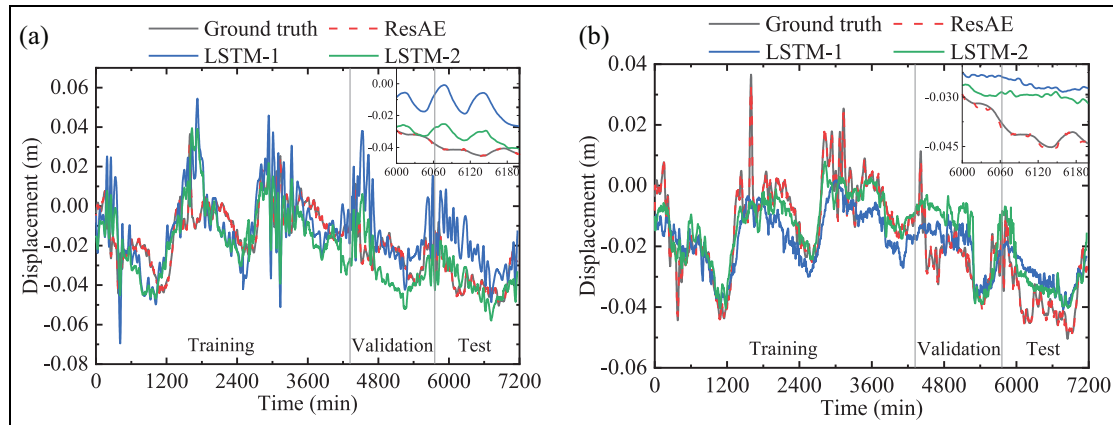 (a)
Ground truth
ResAE
LSTM-1
LSTM-2
0.08
0.06
0.04
0.02
0.00
-0.02
-0.04
-0.06
-0.08
Displacement (m)
0.00
-0.02
-0.04
6000 6060 6120 6180
Training
Validation
Test
0 1200 2400 3600 4800 6000 7200
Time (min)
(b)
Ground truth
ResAE
LSTM-1
LSTM-2
0.04
0.02
0.00
-0.02
-0.04
-0.06
Displacement (m)
-0.030
-0.045
6000 6060 6120 6180
Training
Validation
Test
0 1200 2400 3600 4800 6000 7200
Time (min)